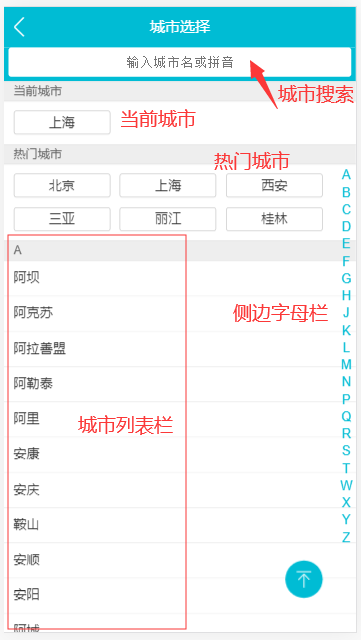 城市选择
输入城市名或拼音
城市搜索
当前城市
上海
当前城市
热门城市
热门城市
北京 上海 西安
三亚 丽江 桂林
A
阿坝
阿克苏
阿拉善盟
阿勒泰
阿里
安康
安庆
鞍山
安顺
安阳
阿城
城市列表栏
侧边字母栏
A
B
C
D
E
F
G
H
J
K
L
M
N
P
Q
R
S
T
W
X
Y
Z